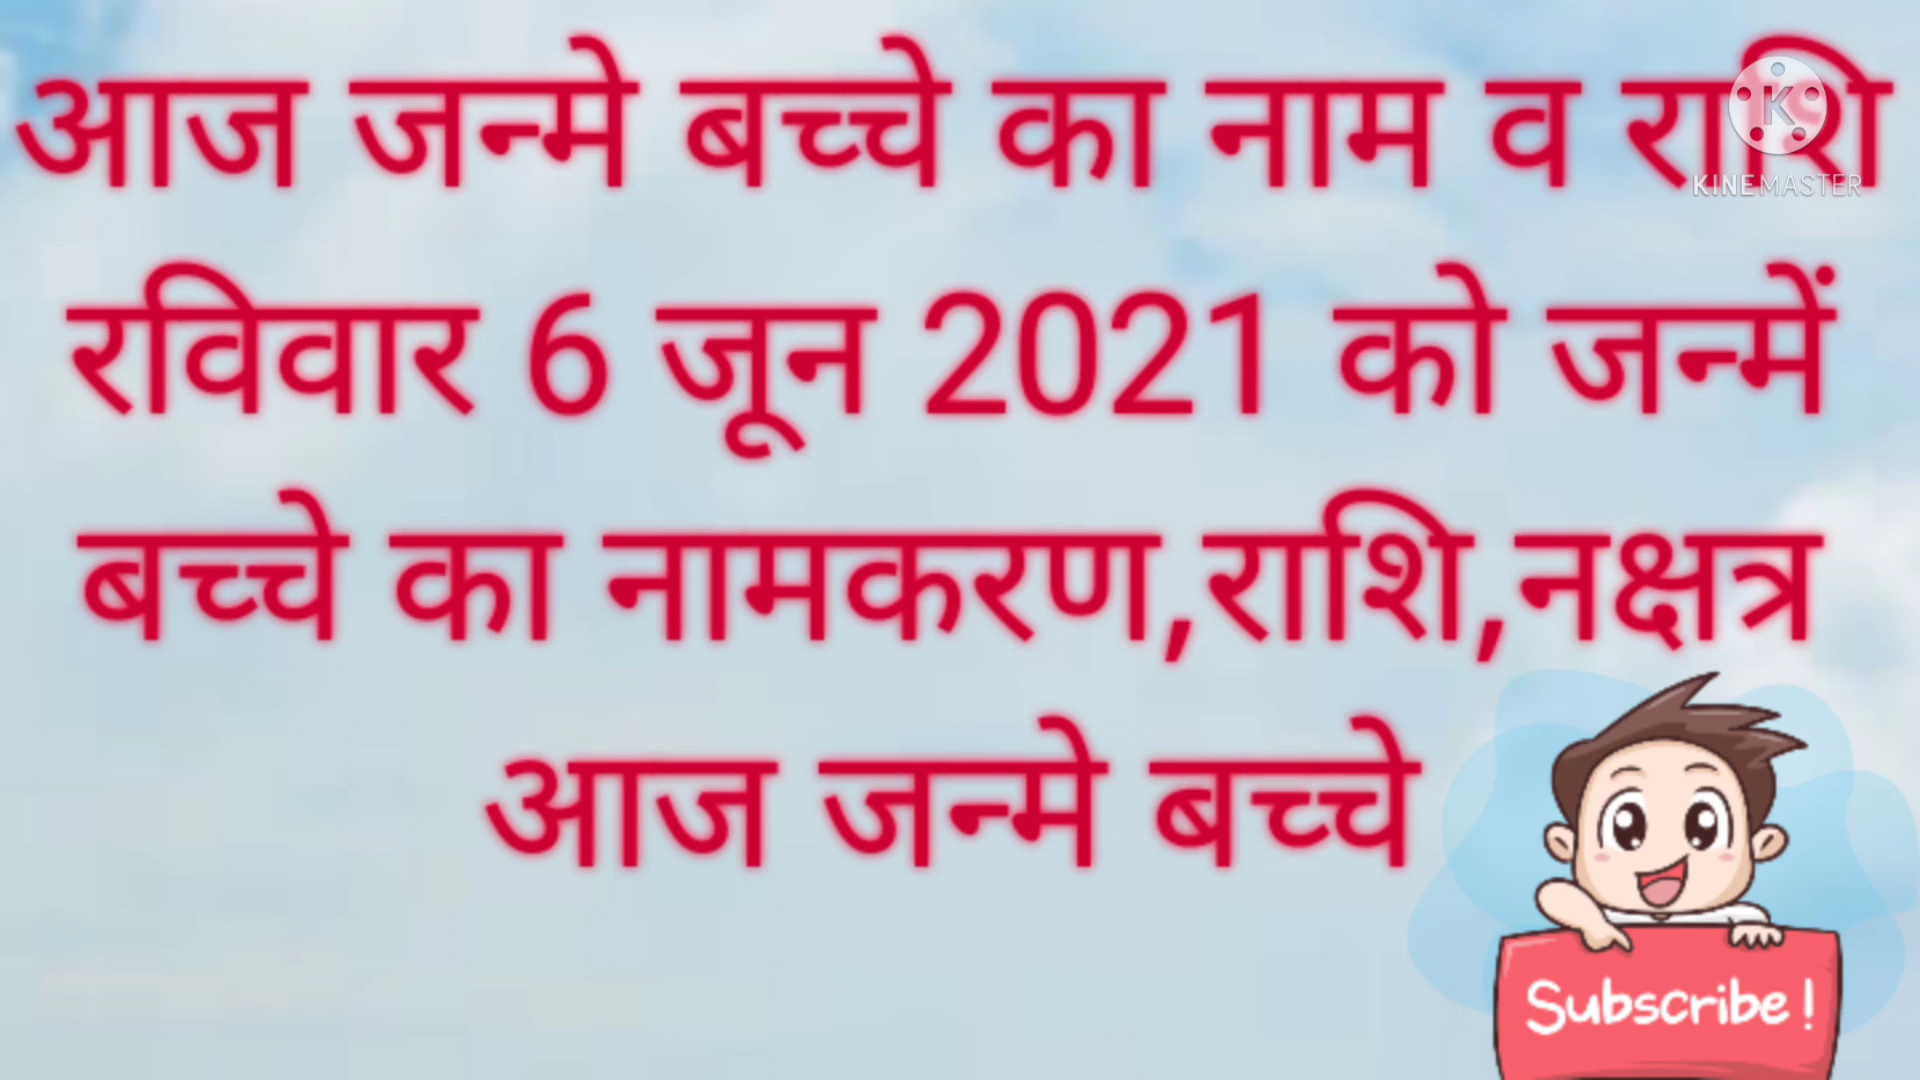 आज जन्मे बच्चे का नाम व राशि
KINEMASTER
रविवार 6 जून 2021 को जन्में
बच्चे का नामकरण,राशि,नक्षत्र
आज जन्मे बच्चे
Subscribe!